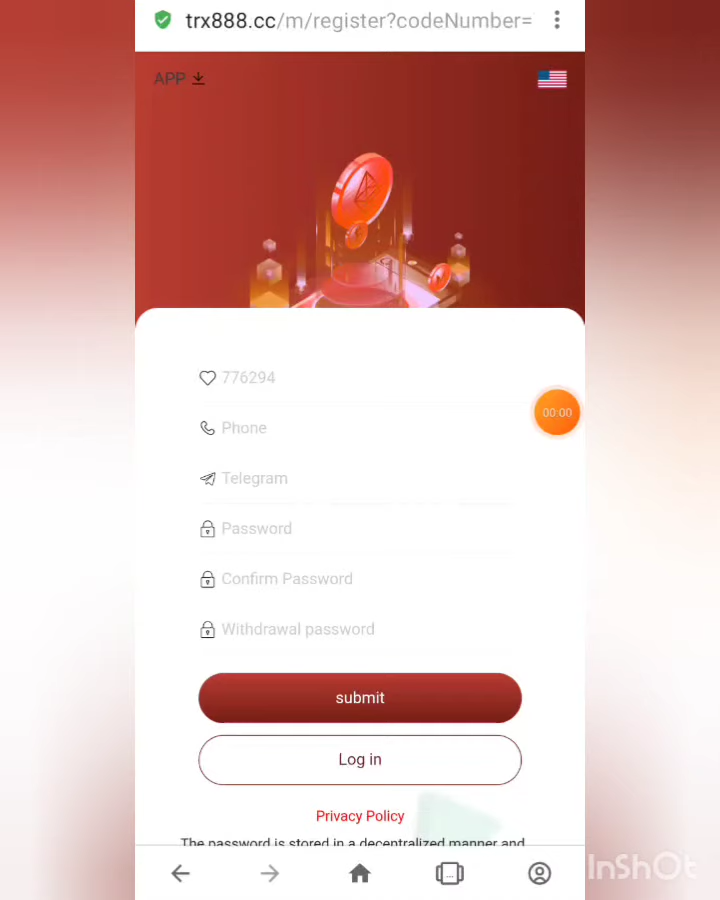 trx888.cc/m/register?codeNumber=
APP
776294
Phone
00:00
Telegram
Password
Confirm Password
Withdrawal password
submit
Log in
Privacy Policy
The password is stored in a decentralized manner and
InShOt